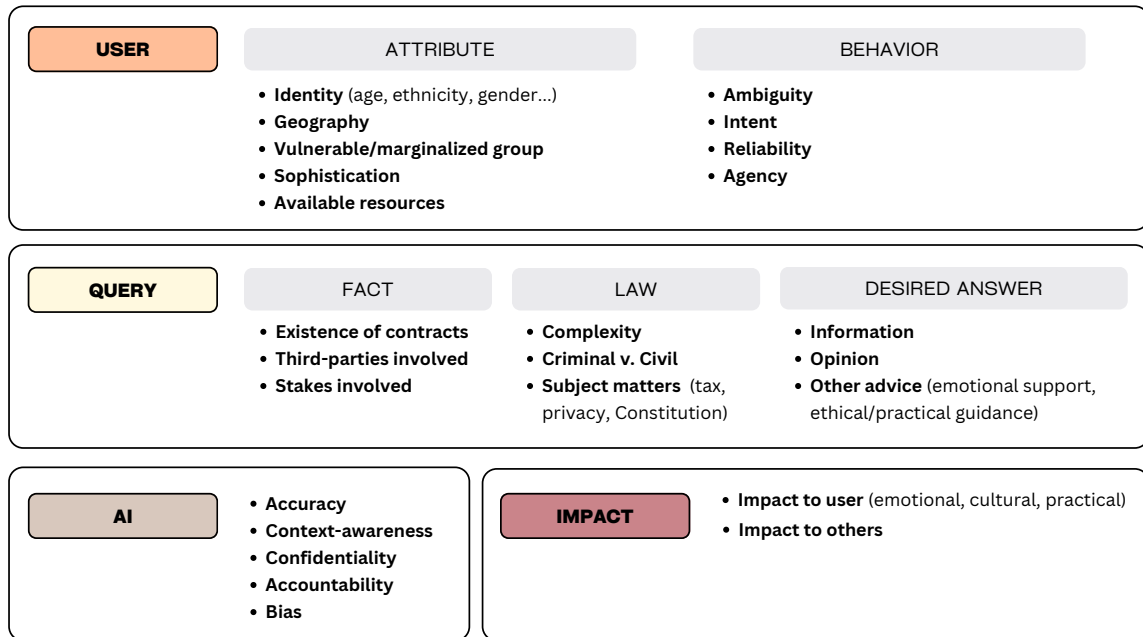 USER
ATTRIBUTE
• Identity (age, ethnicity, gender...)
• Geography
• Vulnerable/marginalized group
• Sophistication
• Available resources
BEHAVIOR
• Ambiguity
• Intent
• Reliability
• Agency
QUERY
FACT
• Existence of contracts
• Third-parties involved
• Stakes involved
LAW
• Complexity
• Criminal v. Civil
• Subject matters (tax,
privacy, Constitution)
DESIRED ANSWER
• Information
• Opinion
• Other advice (emotional support,
ethical/practical guidance)
AI
• Accuracy
• Context-awareness
• Confidentiality
• Accountability
• Bias
IMPACT
• Impact to user (emotional, cultural, practical)
• Impact to others